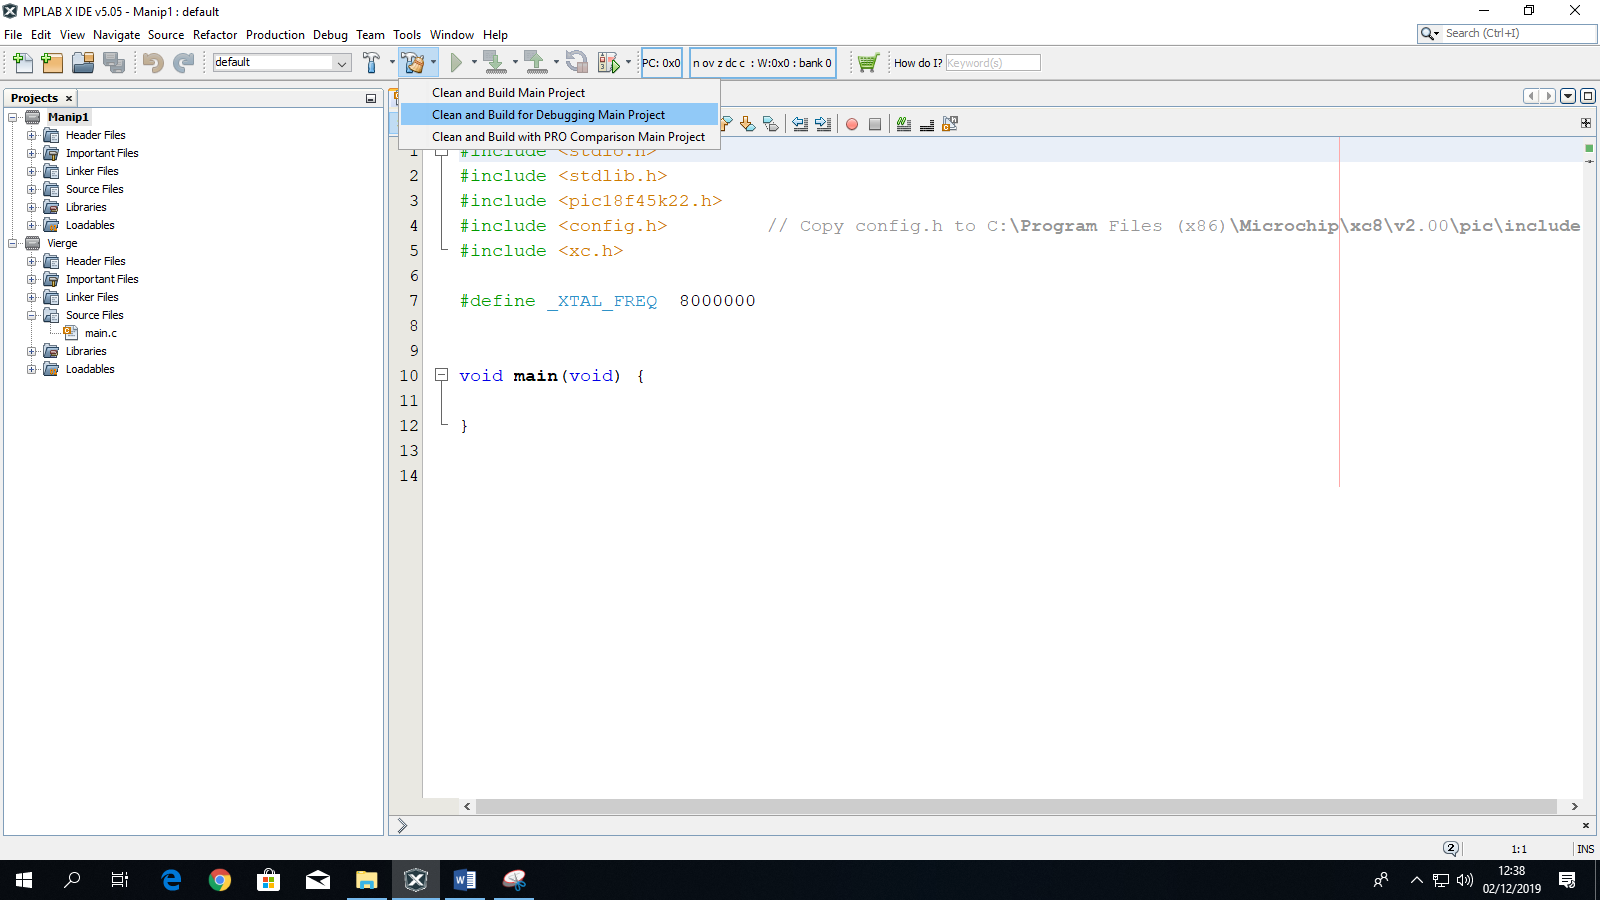 MPLAB X IDE v5.05 - Manip1 : default
File Edit View Navigate Source Refactor Production Debug Team Tools Window Help
Search (Ctrl+I)
default
PC: 0x0
n ov z dc c : W:0x0 : bank 0
How do I? Keyword(s)
Projects
Clean and Build Main Project
Clean and Build for Debugging Main Project
Clean and Build with PRO Comparison Main Project
Manip1
Header Files
Important Files
Linker Files
Source Files
Libraries
Loadables
Vierge
Header Files
Important Files
Linker Files
Source Files
main.c
Libraries
Loadables
1 #include <stdio.h>
2 #include <stdlib.h>
3 #include <pic18f45k22.h>
4 #include <config.h> // Copy config.h to C:\Program Files (x86)\Microchip\xc8\v2.00\pic\include
5 #include <xc.h>
6
7 #define _XTAL_FREQ 8000000
8
9
10 void main(void) {
11
12 }
13
14
2
1:1
INS
12:38
02/12/2019